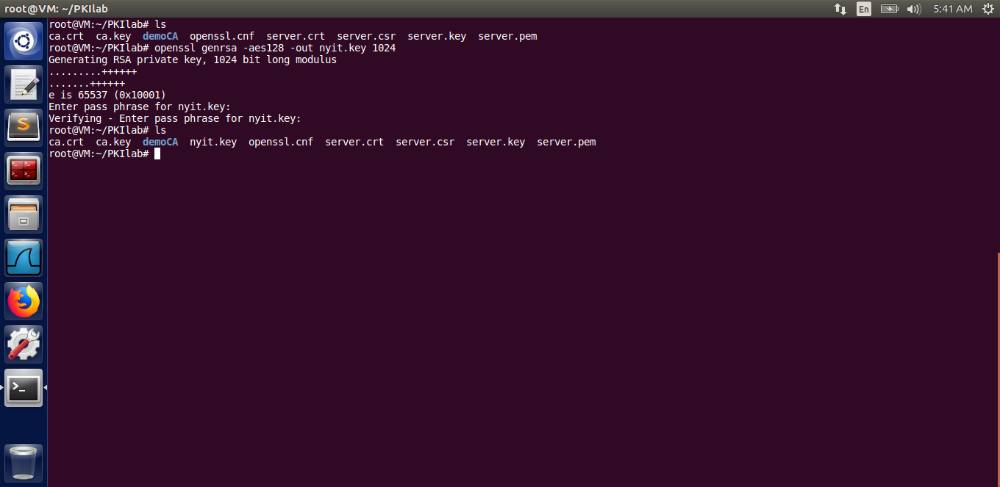 root@VM: ~/PKIlab
En
5:41 AM
root@VM:~/PKIlab# ls
ca.crt  ca.key  demoCA  openssl.cnf  server.crt  server.csr  server.key  server.pem
root@VM:~/PKIlab# openssl genrsa -aes128 -out nyit.key 1024
Generating RSA private key, 1024 bit long modulus
.........++++++
.......++++++
e is 65537 (0x10001)
Enter pass phrase for nyit.key:
Verifying - Enter pass phrase for nyit.key:
root@VM:~/PKIlab# ls
ca.crt  ca.key  demoCA  nyit.key  openssl.cnf  server.crt  server.csr  server.key  server.pem
root@VM:~/PKIlab#